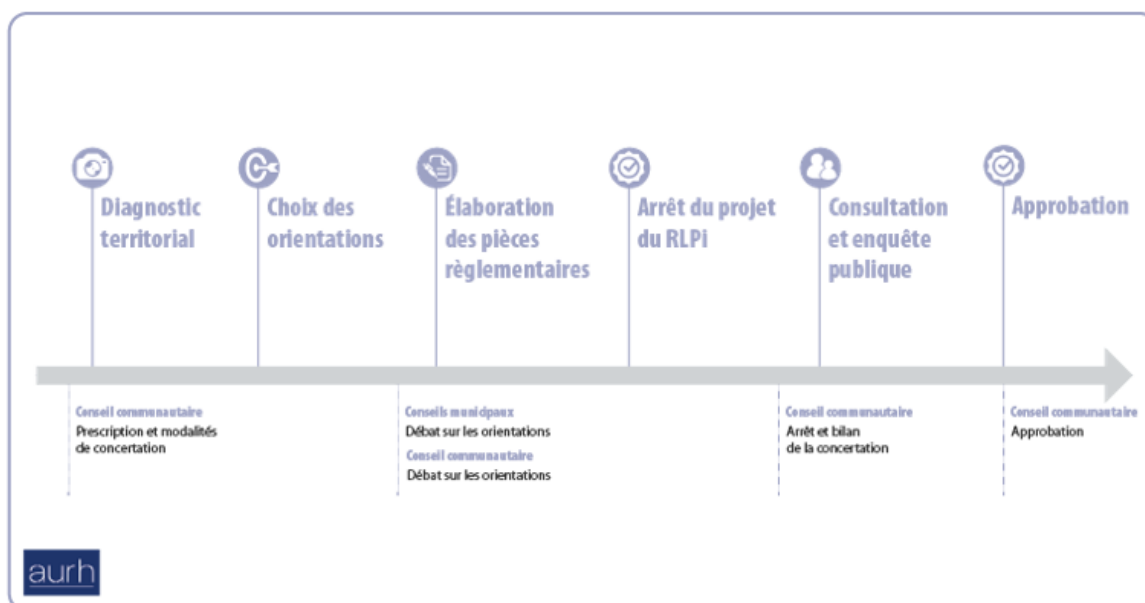 Diagnostic
territorial
Choix des
orientations
Élaboration
des pièces
règlementaires
Arrêt du projet
du RLPi
Consultation
et enquête
publique
Approbation
Conseil communautaire
Prescription et modalités
de concertation
Conseils municipaux
Débat sur les orientations
Conseil communautaire
Débat sur les orientations
Conseil communautaire
Arrêt et bilan
de la concertation
Conseil communautaire
Approbation
aurh